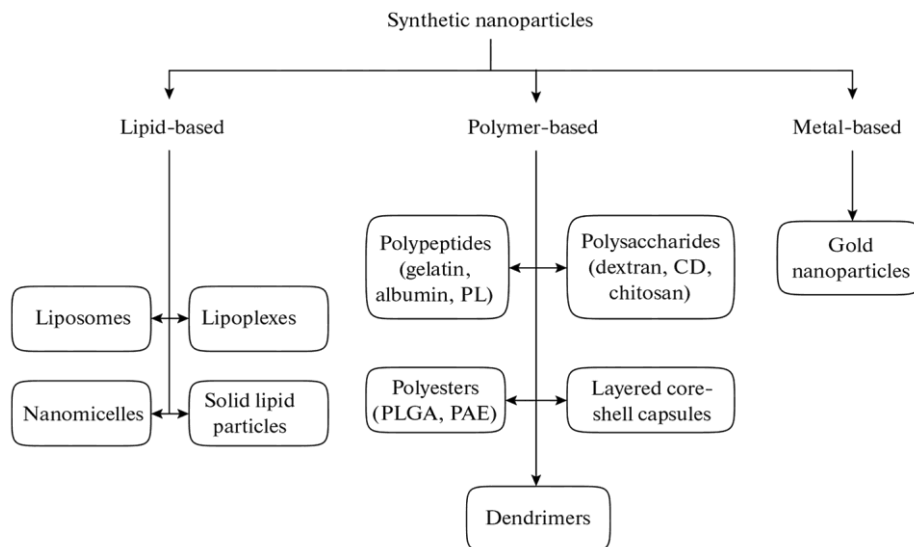 Synthetic nanoparticles
Lipid-based
Polymer-based
Metal-based
Polypeptides
(gelatin,
albumin, PL)
Polysaccharides
(dextran, CD,
chitosan)
Gold
nanoparticles
Liposomes
Lipoplexes
Nanomicelles
Solid lipid
particles
Polyesters
(PLGA, PAE)
Layered core-
shell capsules
Dendrimers